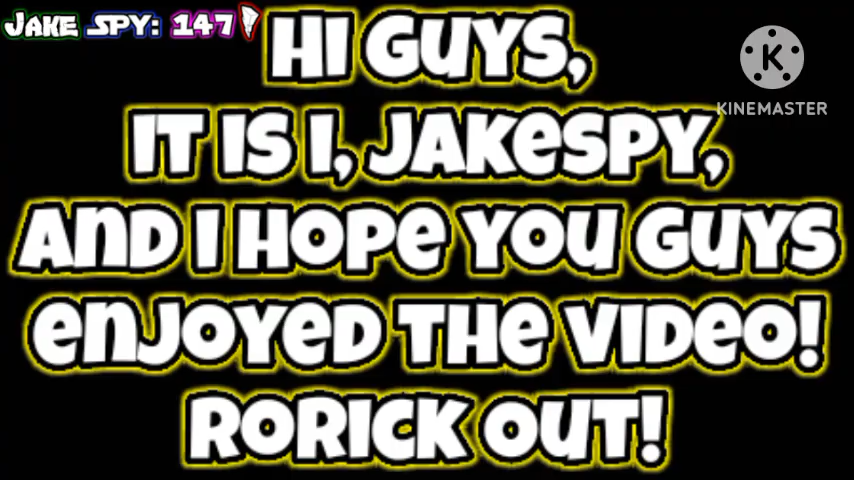 Jake Spy: 147
Hi Guys,
It is I, JakeSpy,
And I Hope You Guys
enjoyed the video!
Rorick out!
KINEMASTER